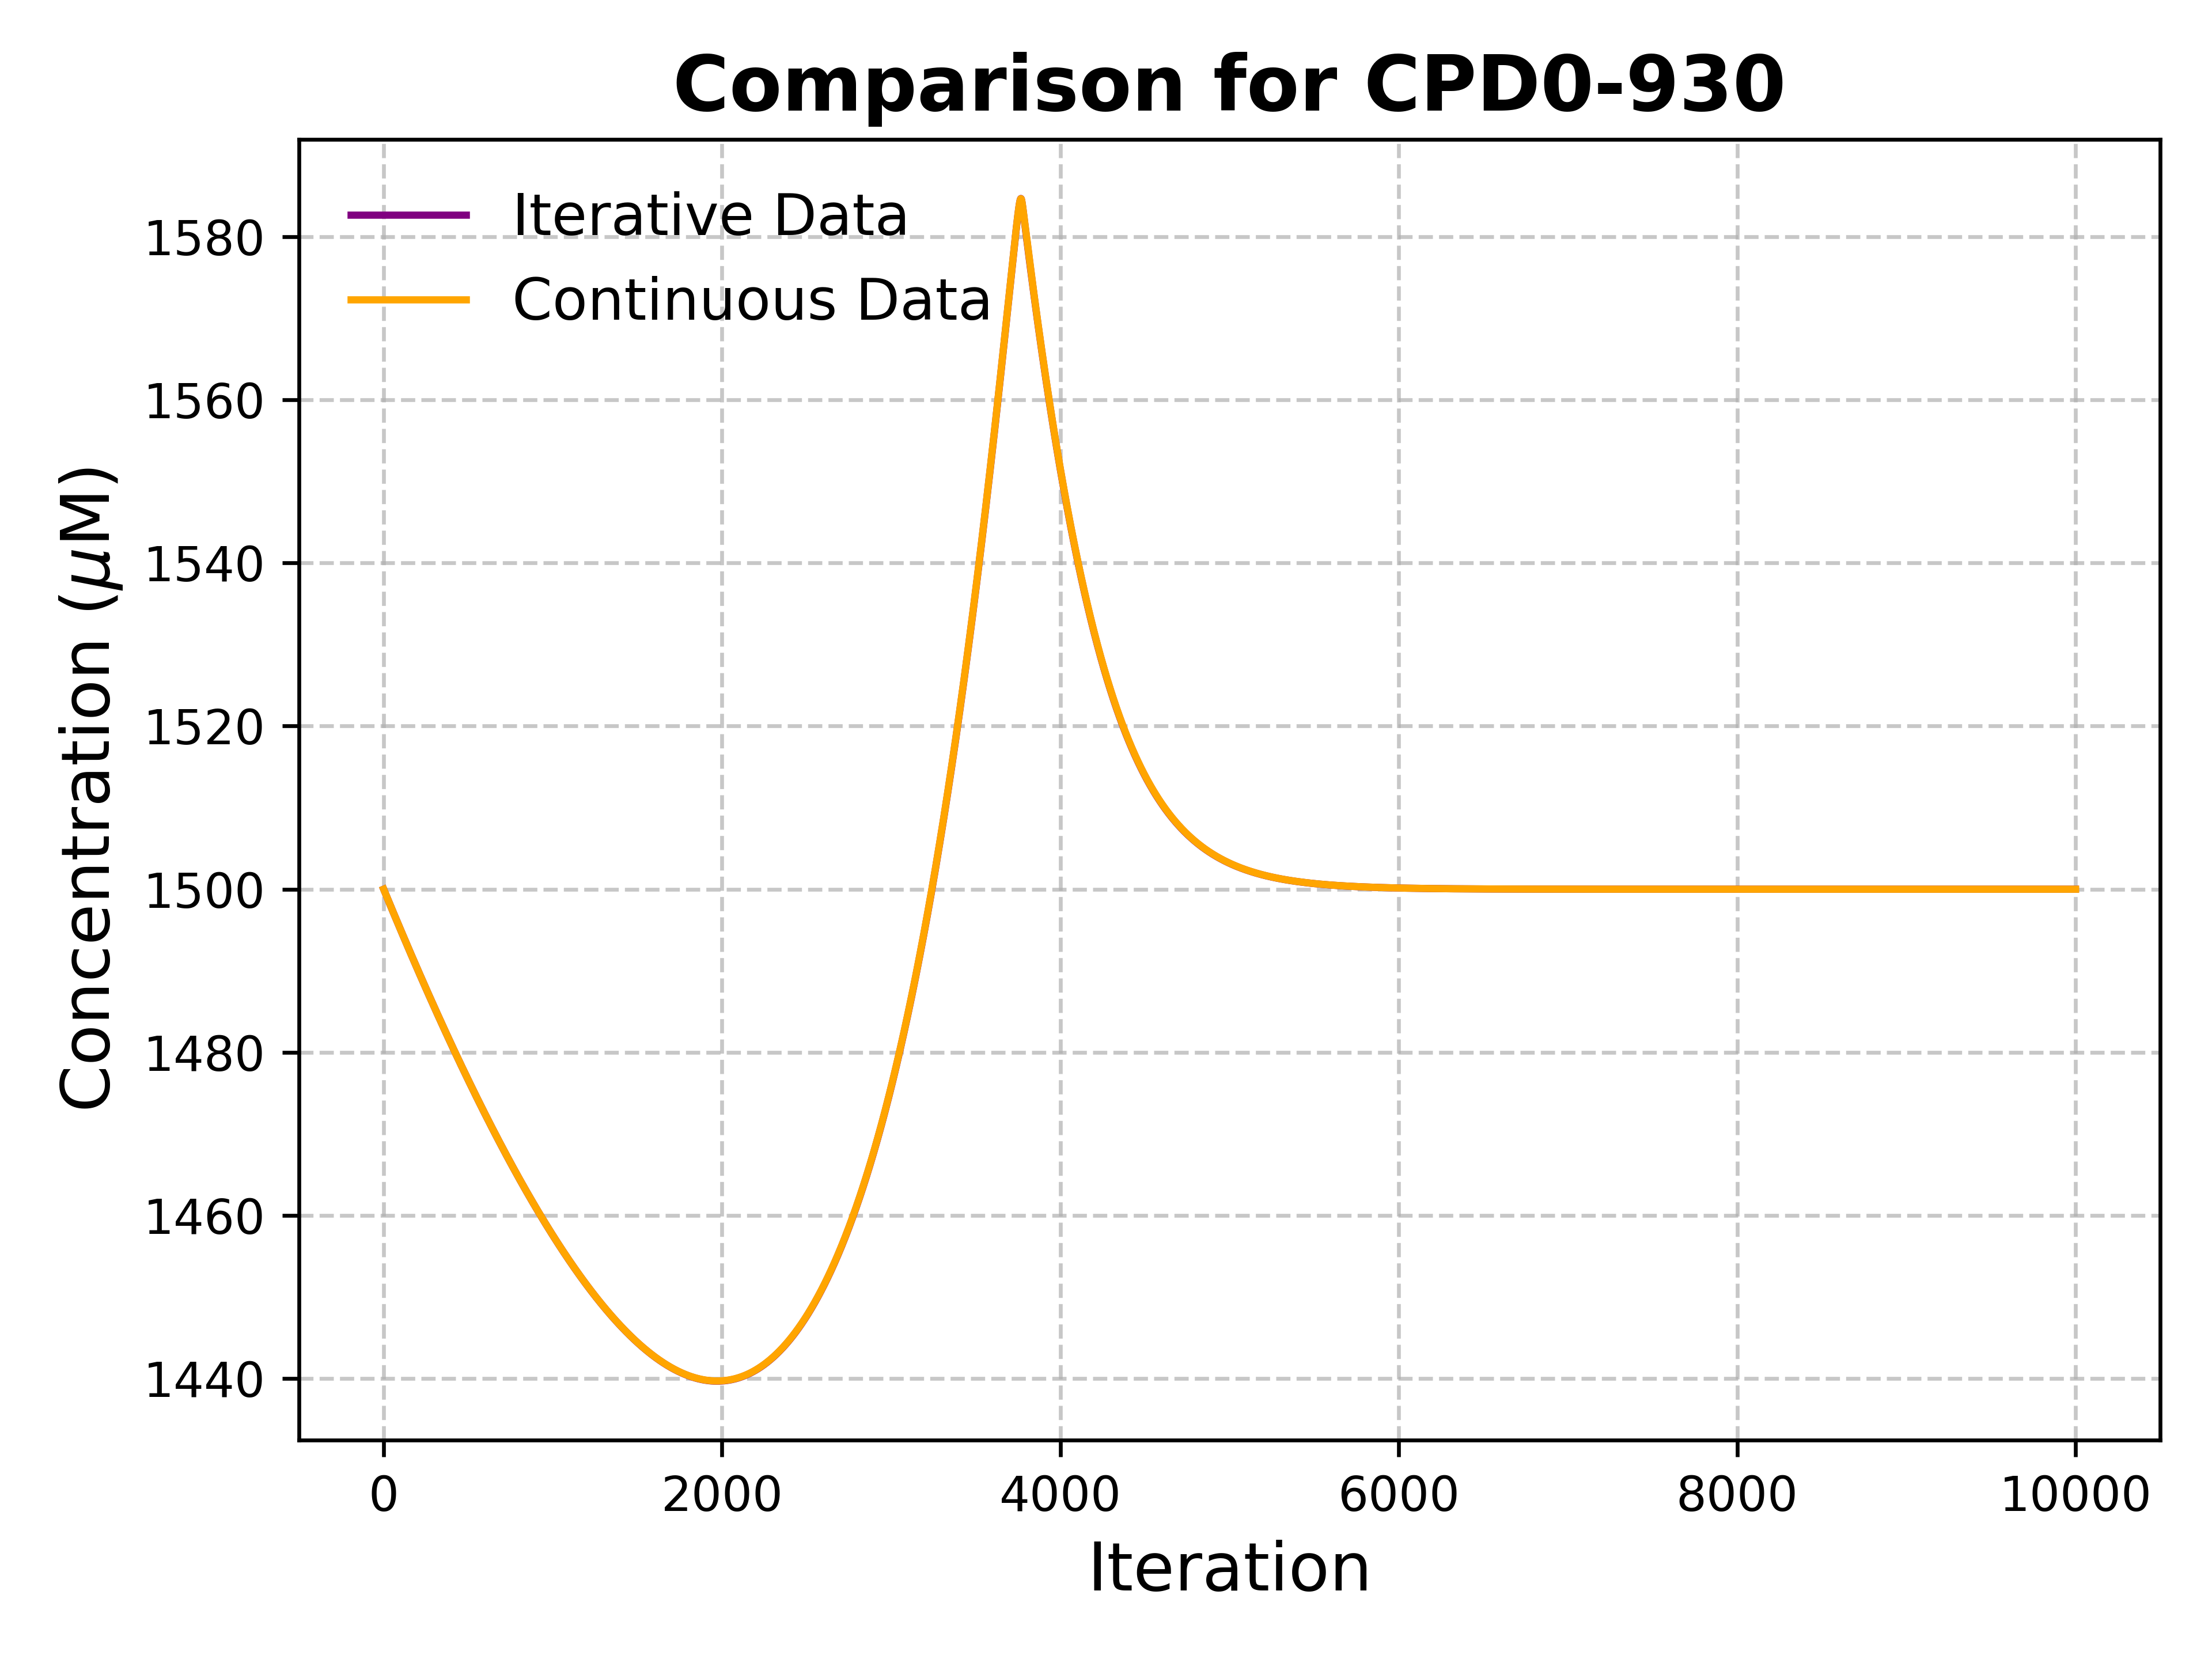 Comparison for CPD0-930
Iterative Data
Continuous Data
Concentration (μM)
1580
1560
1540
1520
1500
1480
1460
1440
0 2000 4000 6000 8000 10000
Iteration